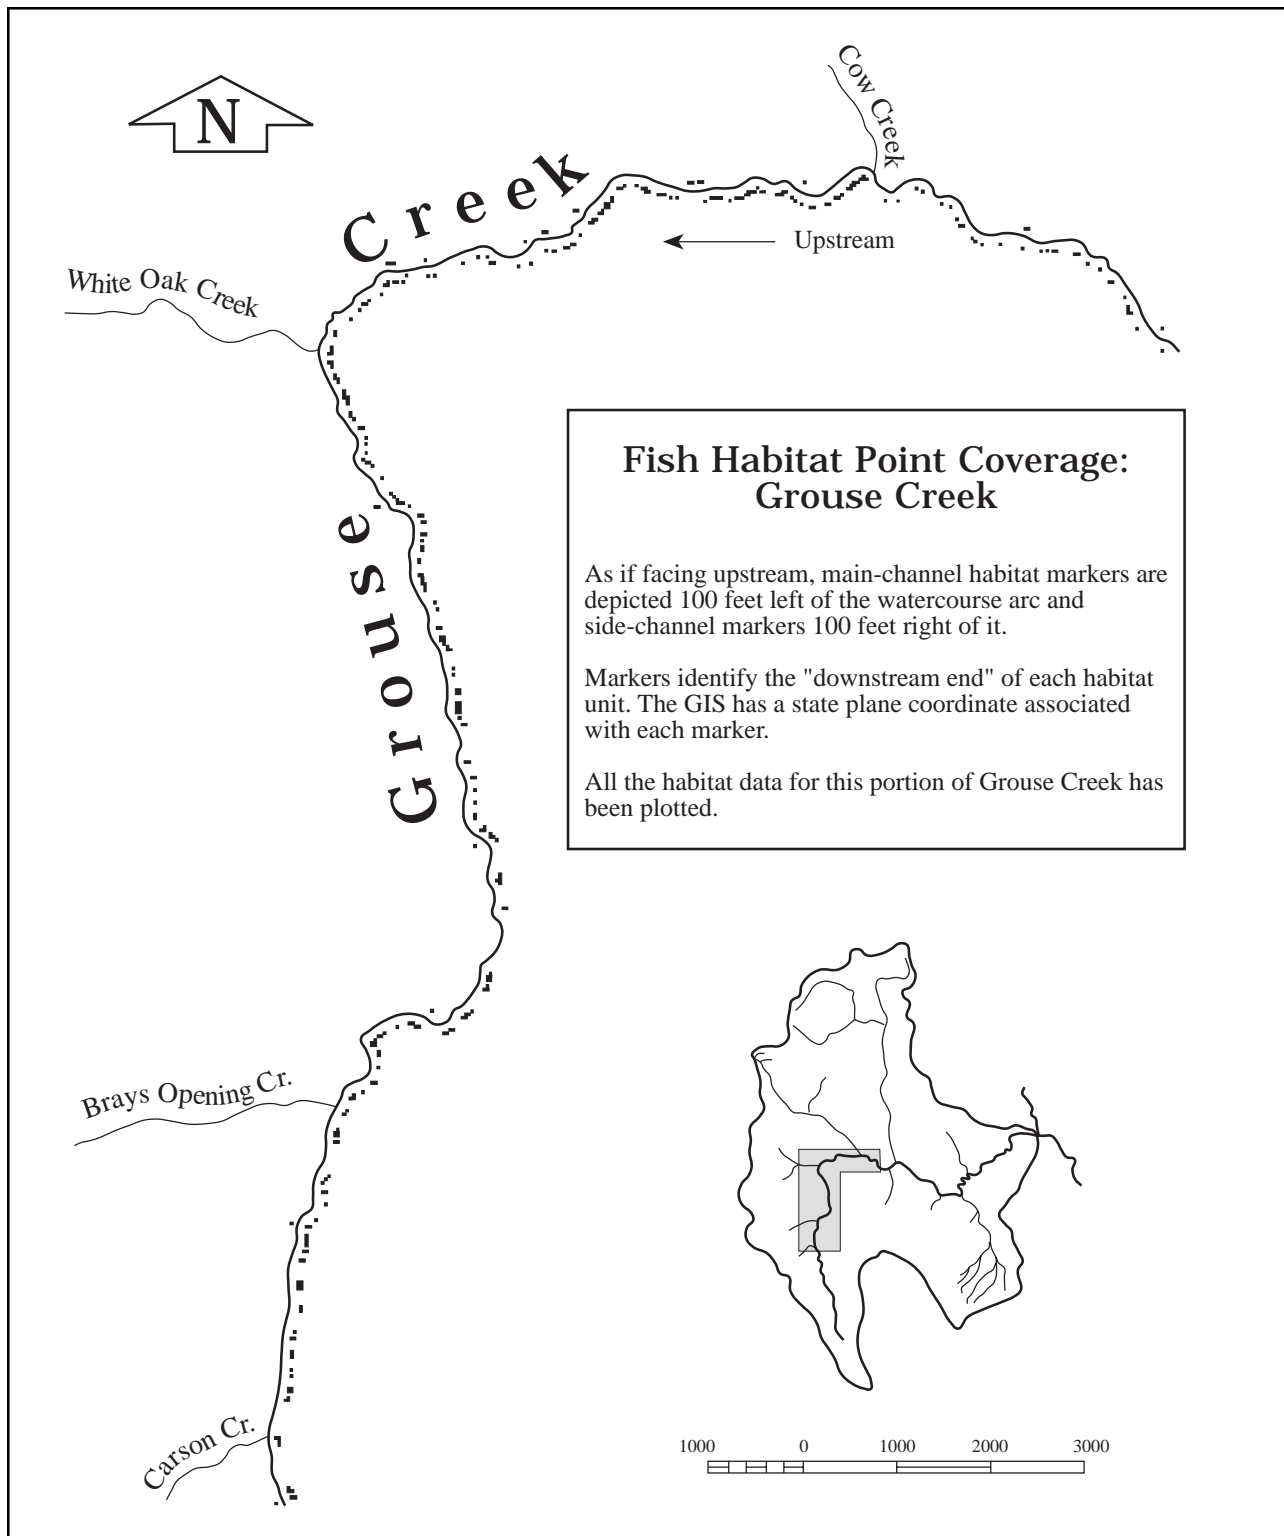 N
Cow Creek
Creek
Upstream
White Oak Creek
Fish Habitat Point Coverage:
Grouse Creek
As if facing upstream, main-channel habitat markers are
depicted 100 feet left of the watercourse arc and
side-channel markers 100 feet right of it.
Markers identify the "downstream end" of each habitat
unit. The GIS has a state plane coordinate associated
with each marker.
All the habitat data for this portion of Grouse Creek has
been plotted.
Grouse
Brays Opening Cr.
Carson Cr.
1000 0 1000 2000 3000